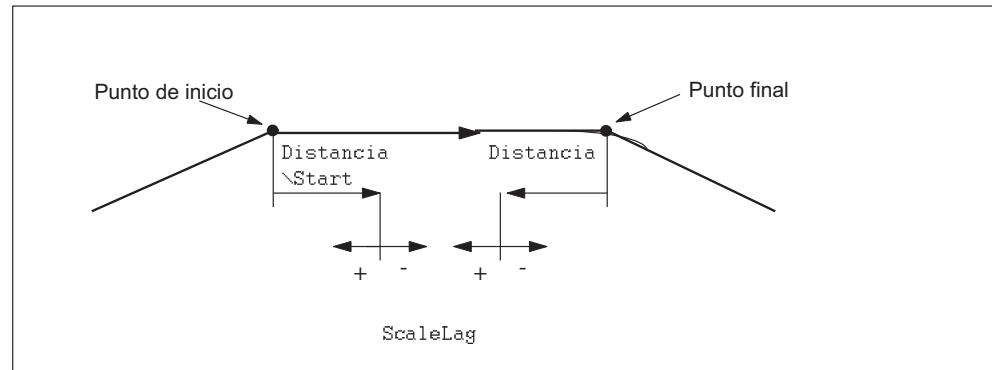 Punto de inicio
Punto final
Distancia
\Start
Distancia
+ -
+ -
ScaleLag